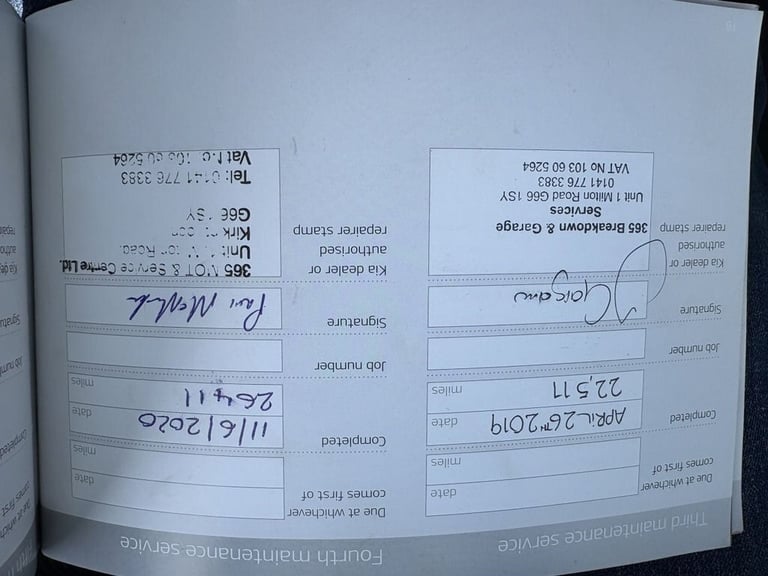 Third maintenance service
Due at whichever
comes first of
date
miles
Completed
APRIL 26TH 2019
date
22,511
miles
Job number
Signature
Kia dealer or
authorised
repairer stamp
365 Breakdown & Garage
Services
Unit 1 Milton Road G66 1SY
0141 776 3383
VAT No 103 60 5264
Fourth maintenance service
Due at whichever
comes first of
date
miles
Completed
11/6/2020
date
26411
miles
Job number
Signature
Kia dealer or
authorised
repairer stamp
365 MOT & Service Centre Ltd.
Road.
G66 1SY
Tel: 0141 776 3383
Vat No 103 60 5264